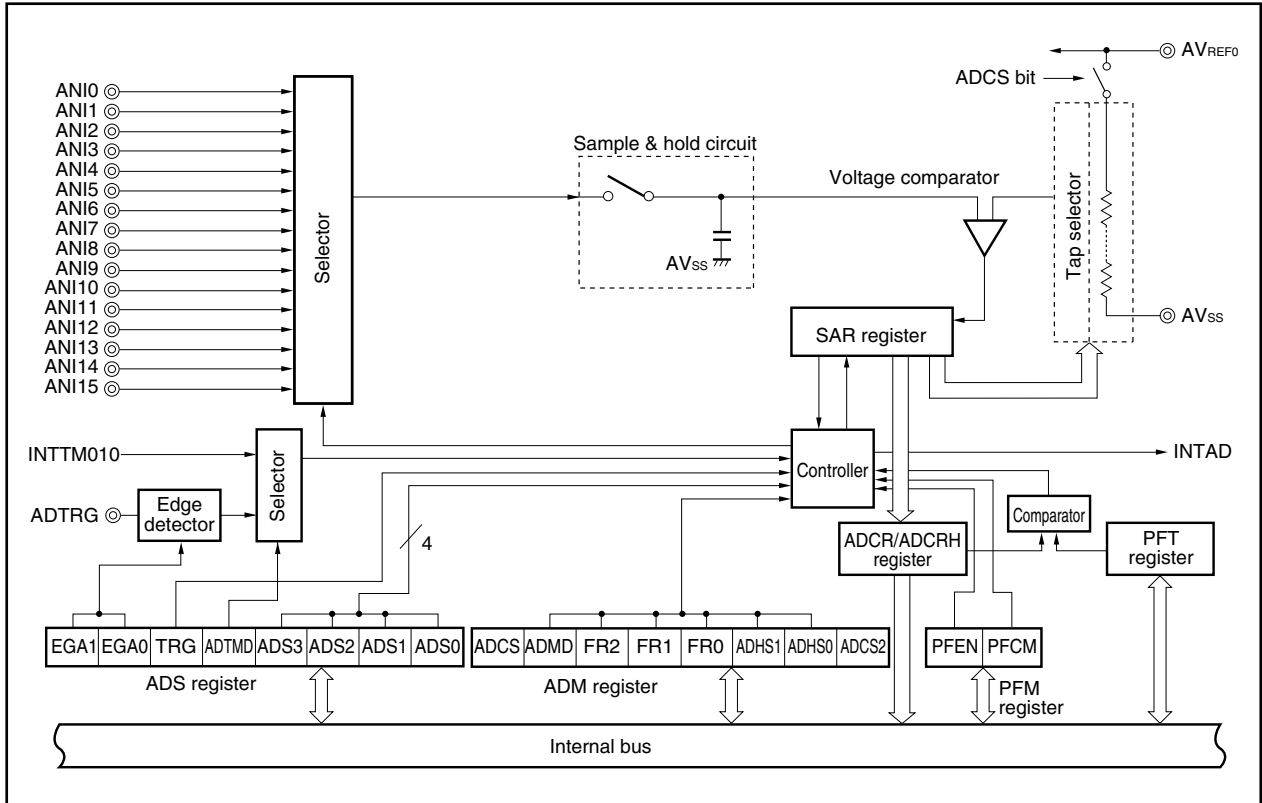 ANI0
ANI1
ANI2
ANI3
ANI4
ANI5
ANI6
ANI7
ANI8
ANI9
ANI10
ANI11
ANI12
ANI13
ANI14
ANI15
Selector
Sample & hold circuit
AVSS
Voltage comparator
AVREF0
ADCS bit
Tap selector
AVSS
SAR register
INTTM010
ADTRG
Edge
detector
Selector
4
Controller
INTAD
Comparator
ADCR/ADCRH
register
PFT
register
EGA1 EGA0 TRG ADTMD ADS3 ADS2 ADS1 ADS0
ADS register
ADCS ADMD FR2 FR1 FR0 ADHS1 ADHS0 ADCS2
ADM register
PFEN PFCM
PFM
register
Internal bus